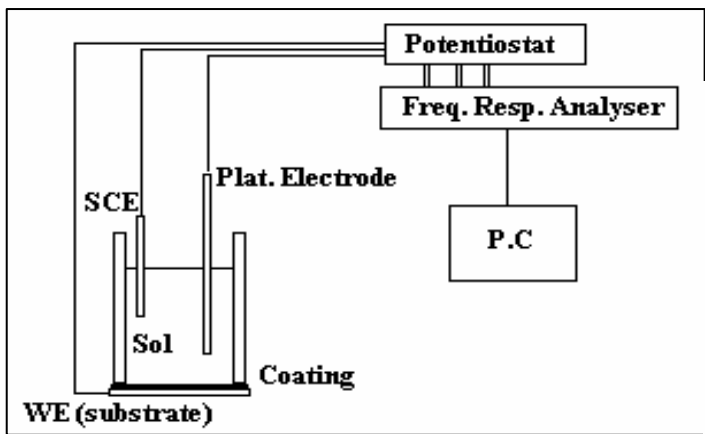 Potentiostat
Freq. Resp. Analyser
Plat. Electrode
SCE
P.C
Sol
Coating
WE (substrate)